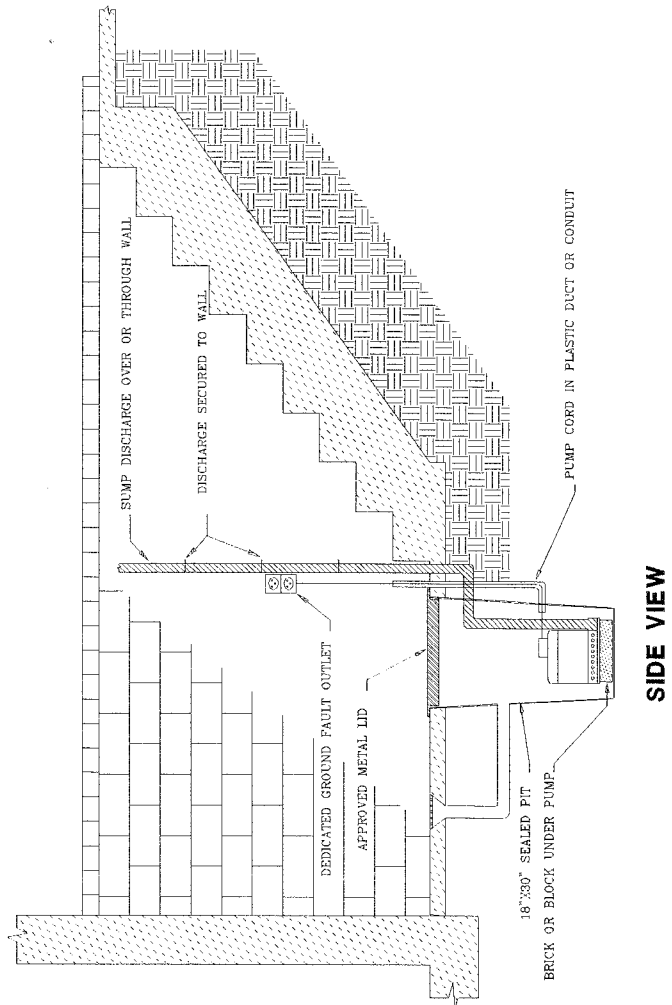 SUMP DISCHARGE OVER OR THROUGH WALL
DISCHARGE SECURED TO WALL
DEDICATED GROUND FAULT OUTLET
APPROVED METAL LID
PUMP CORD IN PLASTIC DUCT OR CONDUIT
18"X30" SEALED PIT
BRICK OR BLOCK UNDER PUMP
SIDE VIEW